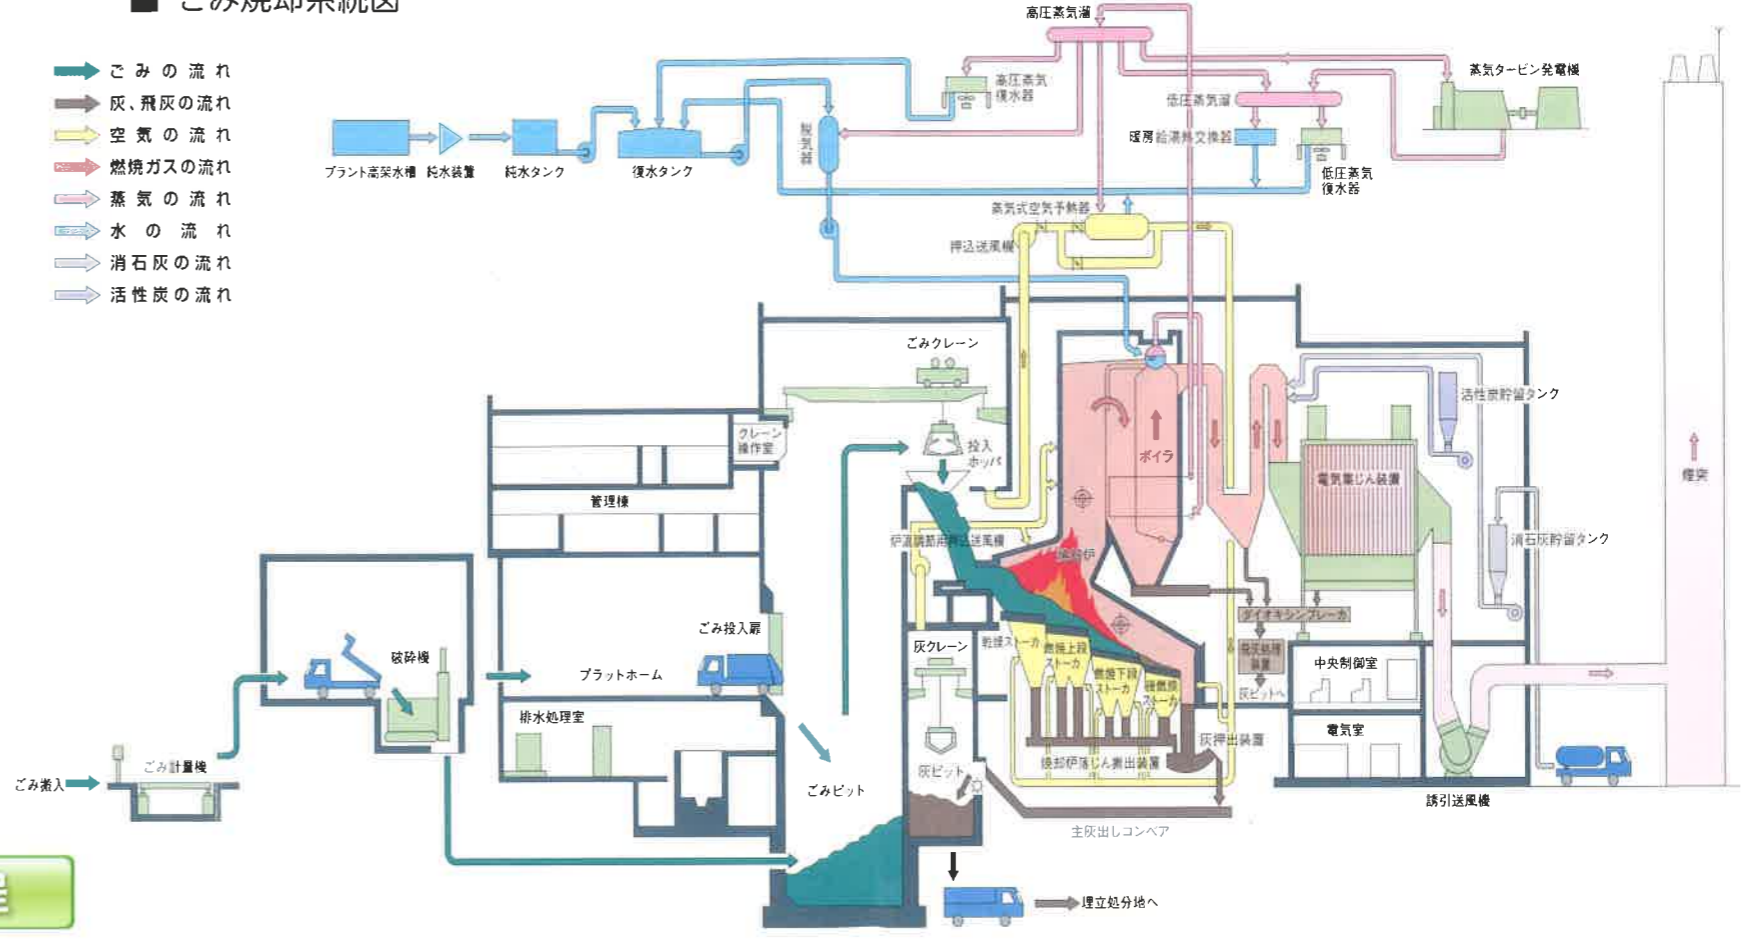 ■ ごみ焼却系統図
ごみの流れ
灰、飛灰の流れ
空気の流れ
燃焼ガスの流れ
蒸気の流れ
水の流れ
消石灰の流れ
活性炭の流れ
高圧蒸気溜
高圧蒸気
復水器
低圧蒸気溜
蒸気タービン発電機
暖房給湯熱交換器
低圧蒸気
復水器
プラント高架水槽
純水装置
純水タンク
復水タンク
脱気器
蒸気式空気予熱器
押込送風機
ごみクレーン
クレーン
操作室
投入
ホッパ
管理棟
ボイラ
活性炭貯留タンク
電気集じん装置
煙突
消石灰貯留タンク
炉温調節用押込送風機
焼却炉
ダイオキシンブレーカ
飛灰処理
装置
灰ピットへ
中央制御室
電気室
誘引送風機
ごみ投入扉
プラットホーム
破砕機
排水処理室
ごみ計量機
ごみ搬入
ごみピット
灰クレーン
灰ピット
乾燥ストーカ
燃焼上段
ストーカ
燃焼下段
ストーカ
後燃焼
ストーカ
灰押出装置
焼却炉落じん搬出装置
主灰出しコンベア
埋立処分地へ